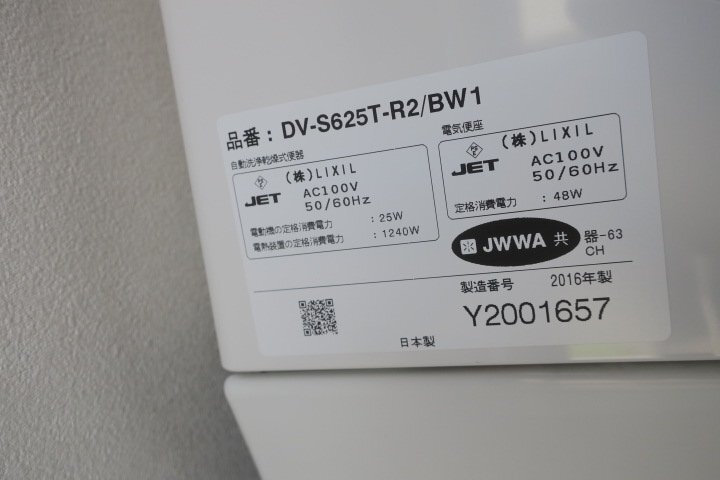 品番：DV-S625T-R2/BW1
自動洗浄乾燥式便器
JET
（株）LIXIL
AC100V
50/60Hz
電動機の定格消費電力 ：25W
電熱装置の定格消費電力 ：1240W
電気便座
JET
（株）LIXIL
AC100V
50/60Hz
定格消費電力 ：48W
JWWA 共 器-63
CH
製造番号 2016年製
Y2001657
日本製